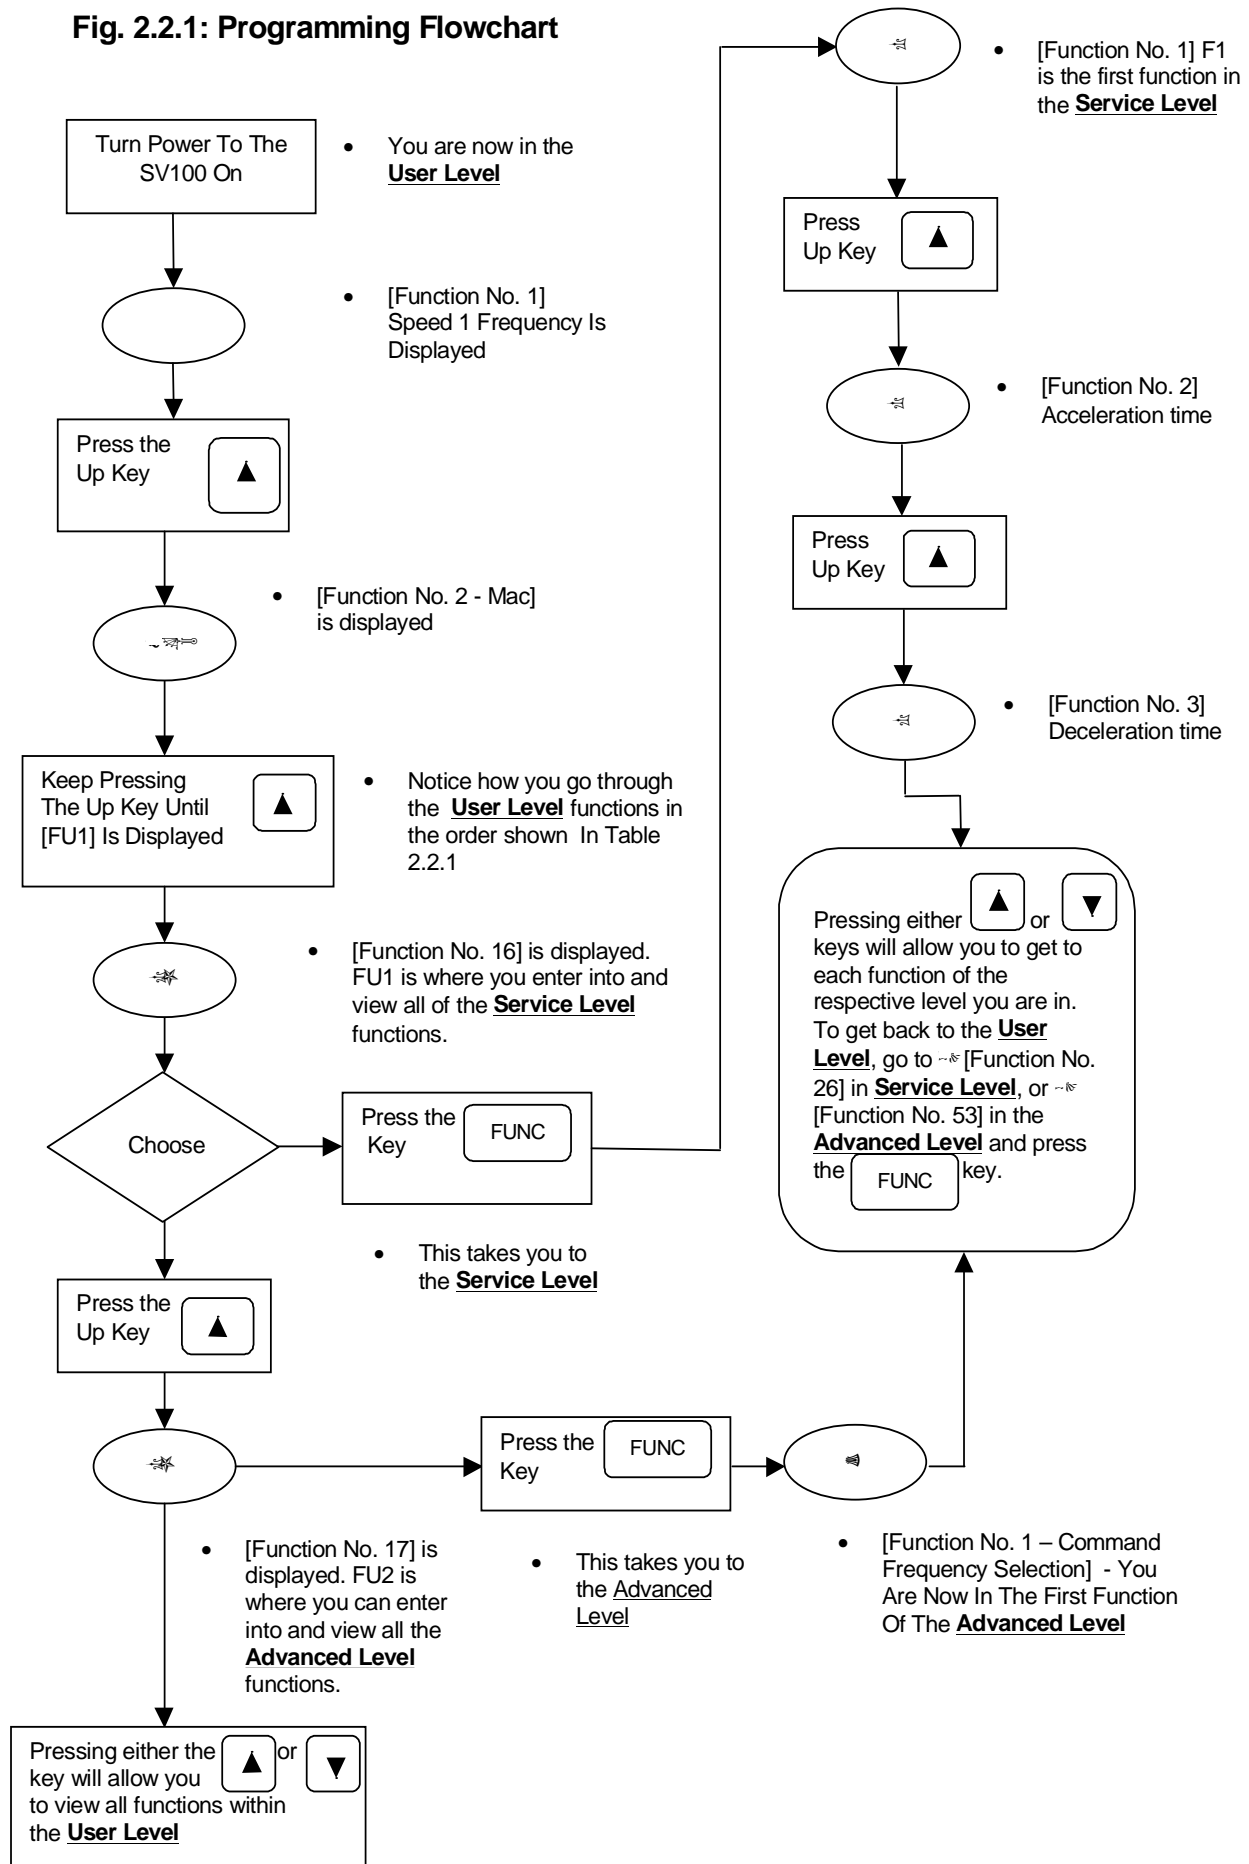 Fig. 2.2.1: Programming Flowchart
Turn Power To The
SV100 On
• You are now in the
User Level
• [Function No. 1]
Speed 1 Frequency Is
Displayed
Press the
Up Key ▲
• [Function No. 2 - Mac]
is displayed
Keep Pressing
The Up Key Until ▲
[FU1] Is Displayed
• Notice how you go through
the User Level functions in
the order shown In Table
2.2.1
• [Function No. 16] is displayed.
FU1 is where you enter into and
view all of the Service Level
functions.
Choose
Press the
Key FUNC
• This takes you to
the Service Level
Press the
Up Key ▲
• [Function No. 17] is
displayed. FU2 is
where you can enter
into and view all the
Advanced Level
functions.
Press the
Key FUNC
• This takes you to
the Advanced
Level
• [Function No. 1 – Command
Frequency Selection] - You
Are Now In The First Function
Of The Advanced Level
Pressing either the ▲ or ▼
key will allow you
to view all functions within
the User Level
• [Function No. 1] F1
is the first function in
the Service Level
Press
Up Key ▲
• [Function No. 2]
Acceleration time
Press
Up Key ▲
• [Function No. 3]
Deceleration time
Pressing either ▲ or ▼
keys will allow you to get to
each function of the
respective level you are in.
To get back to the User
Level, go to [Function No.
26] in Service Level, or
[Function No. 53] in the
Advanced Level and press
the FUNC key.